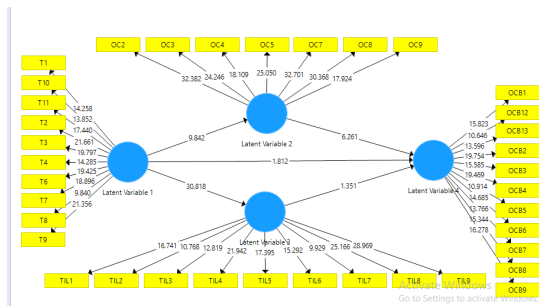 OC2 OC3 OC4 OC5 OC7 OC8 OC9
32.382 24.246 18.109 25.050 32.701 30.368 17.924
Latent Variable 2
T1
T10
T11
T2
T3
T4
T6
T7
T8
T9
14.258
13.852
17.440
21.661
19.797
14.285
19.425
18.896
9.840
21.356
Latent Variable 1
9.842
6.261
1.812
30.818
1.351
Latent Variable 4
OCB1
OCB12
OCB13
OCB2
OCB3
OCB4
OCB5
OCB6
OCB7
OCB8
OCB9
15.823
10.646
13.596
19.754
15.585
19.469
10.914
14.685
13.766
15.344
16.278
Latent Variable 3
16.741 10.768 12.819 21.942 17.395 15.292 9.929 25.166 28.969
TIL1 TIL2 TIL3 TIL4 TIL5 TIL6 TIL7 TIL8 TIL9
Activate Windows
Go to Settings to activate Windows.